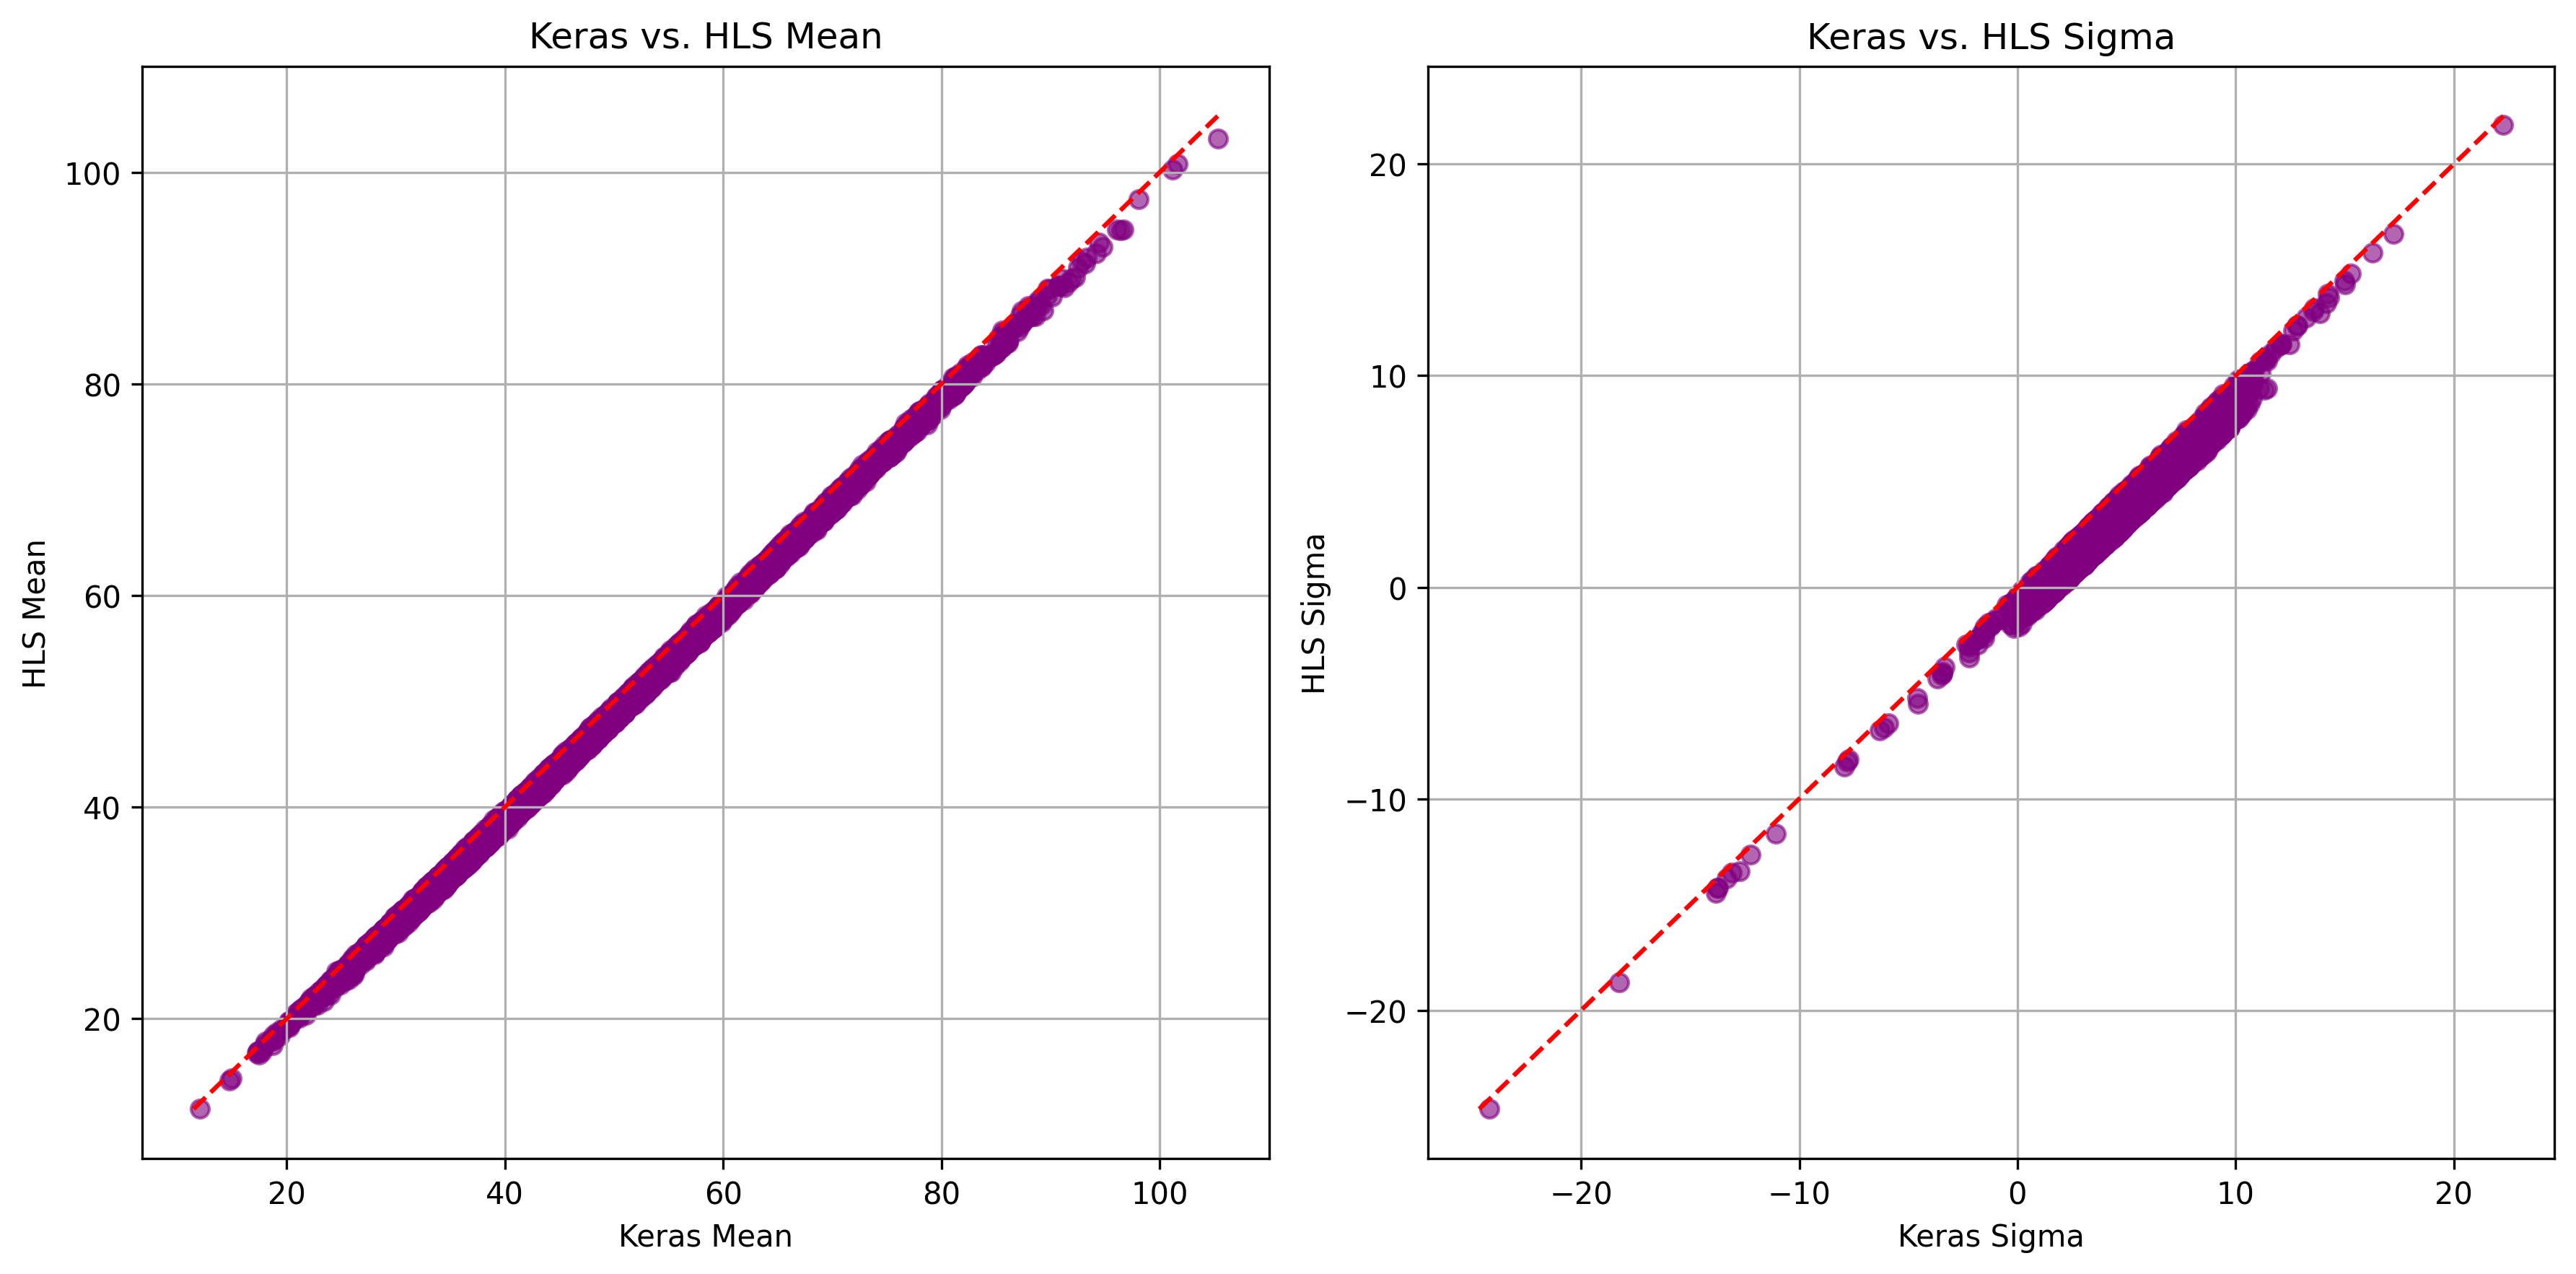 Keras vs. HLS Mean
HLS Mean
100
80
60
40
20
20 40 60 80 100
Keras Mean
Keras vs. HLS Sigma
HLS Sigma
20
10
0
−10
−20
−20 −10 0 10 20
Keras Sigma